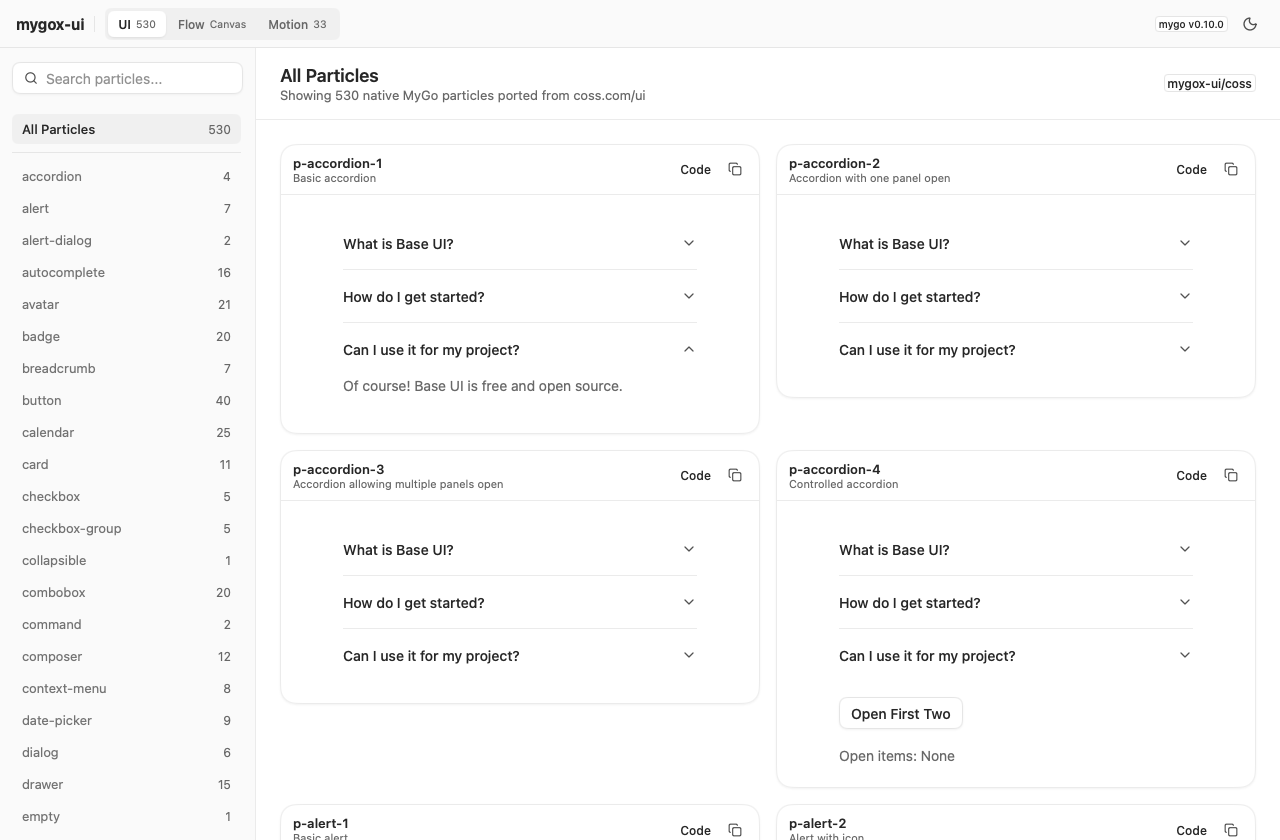 mygox-ui
UI 530
Flow Canvas
Motion 33
mygo v0.10.0
Search particles...
All Particles 530
accordion 4
alert 7
alert-dialog 2
autocomplete 16
avatar 21
badge 20
breadcrumb 7
button 40
calendar 25
card 11
checkbox 5
checkbox-group 5
collapsible 1
combobox 20
command 2
composer 12
context-menu 8
date-picker 9
dialog 6
drawer 15
empty 1
All Particles
Showing 530 native MyGo particles ported from coss.com/ui
mygox-ui/coss
p-accordion-1
Basic accordion
Code
What is Base UI?
How do I get started?
Can I use it for my project?
Of course! Base UI is free and open source.
p-accordion-2
Accordion with one panel open
Code
What is Base UI?
How do I get started?
Can I use it for my project?
p-accordion-3
Accordion allowing multiple panels open
Code
What is Base UI?
How do I get started?
Can I use it for my project?
p-accordion-4
Controlled accordion
Code
What is Base UI?
How do I get started?
Can I use it for my project?
Open First Two
Open items: None
p-alert-1
Basic alert
Code
p-alert-2
Alert with icon
Code